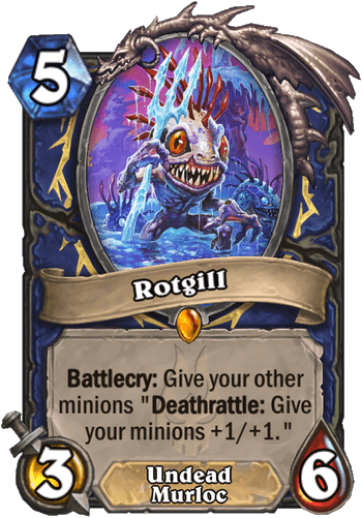 5
Rotgill
Battlecry: Give your other
minions "Deathrattle: Give
your minions +1/+1."
3
Undead
Murloc
6